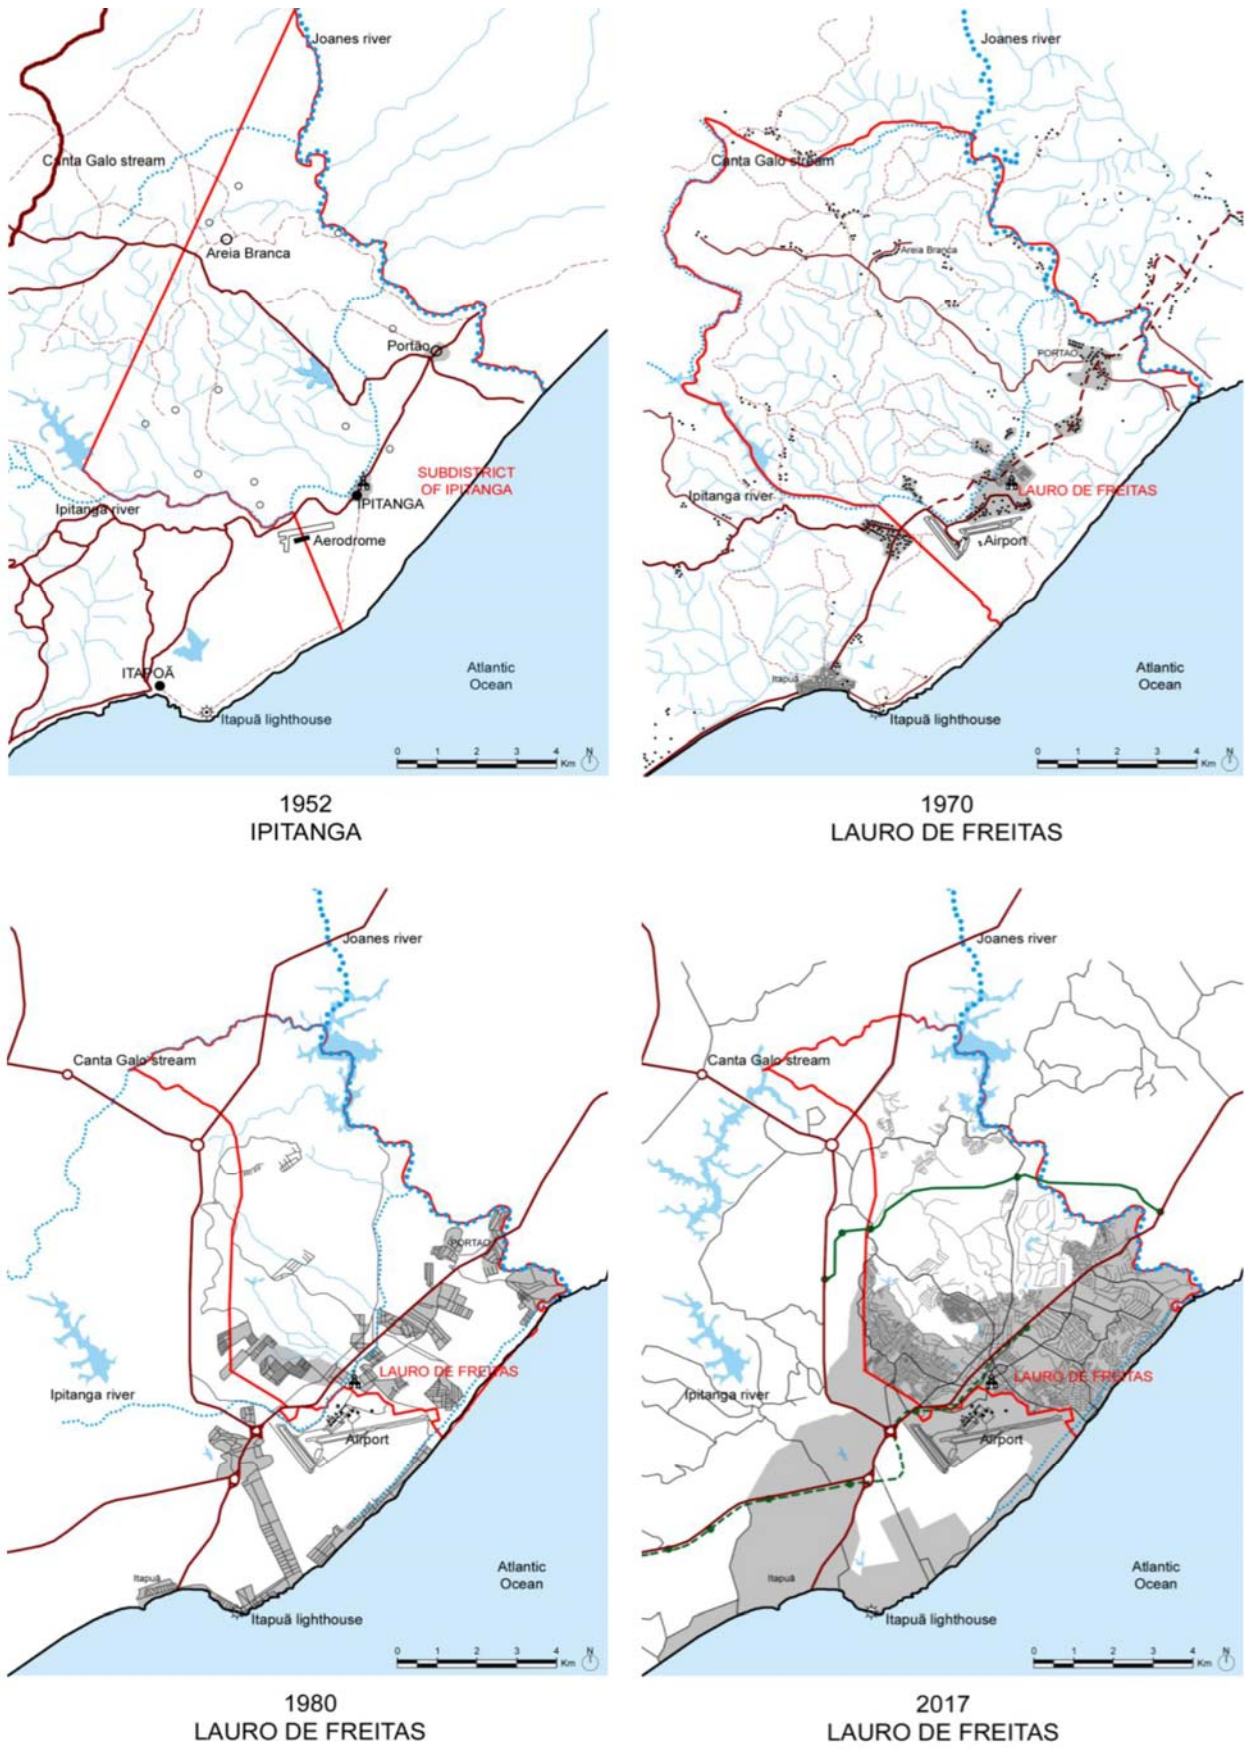 Joanes river
Canta Galo stream
Areia Branca
Portão
SUBDISTRICT
OF IPITANGA
IPITANGA
Ipitanga river
Aerodrome
ITAPOÃ
Atlantic
Ocean
Itapuã lighthouse
0 1 2 3 4
Km
N
1952
IPITANGA
Joanes river
Canta Galo stream
Areia Branca
PORTAO
Ipitanga river
LAURO DE FREITAS
Airport
Itapuã
Atlantic
Ocean
Itapuã lighthouse
0 1 2 3 4
Km
N
1970
LAURO DE FREITAS
Joanes river
Canta Galo stream
PORTAO
LAURO DE FREITAS
Ipitanga river
Airport
Atlantic
Ocean
Itapuã
Itapuã lighthouse
0 1 2 3 4
Km
N
1980
LAURO DE FREITAS
Joanes river
Canta Galo stream
LAURO DE FREITAS
Ipitanga river
Airport
Atlantic
Ocean
Itapuã
Itapuã lighthouse
0 1 2 3 4
Km
N
2017
LAURO DE FREITAS